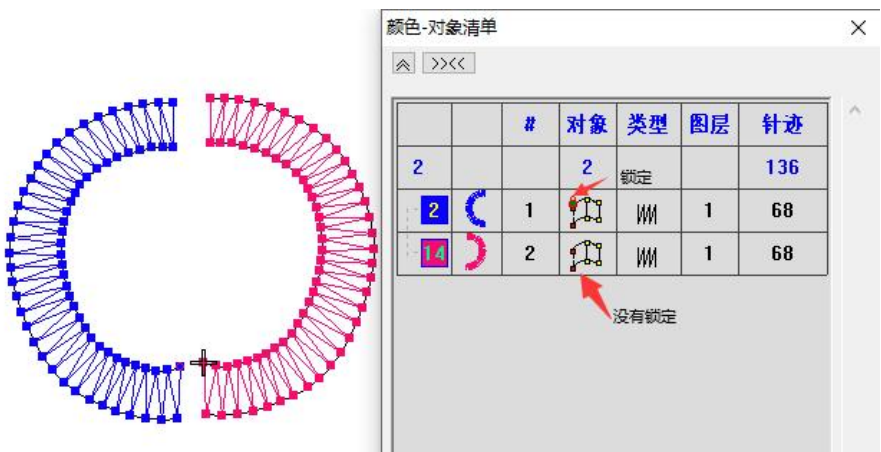 颜色-对象清单
>><<
# 对象 类型 图层 针迹
2 2 136
锁定
2 1 1 68
14 2 1 68
没有锁定